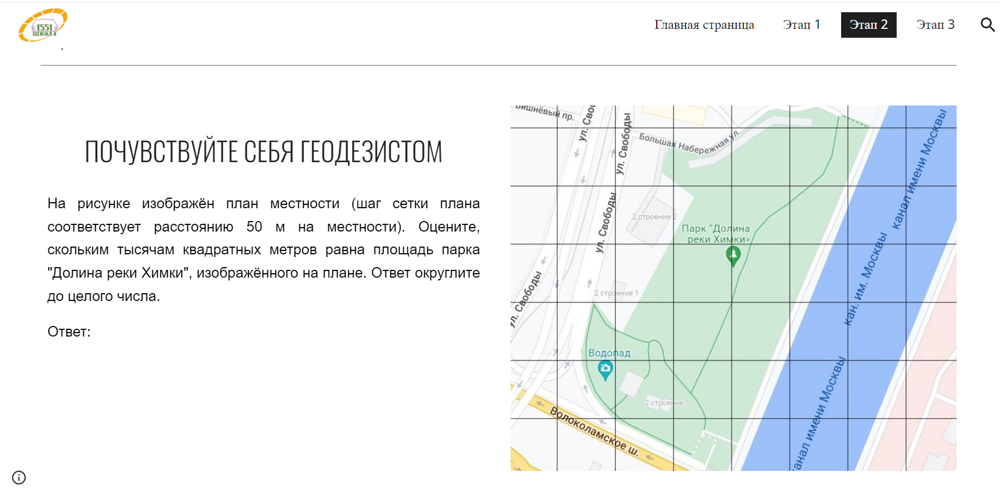 1551
ШКОЛА
Главная страница
Этап 1
Этап 2
Этап 3
ПОЧУВСТВУЙТЕ СЕБЯ ГЕОДЕЗИСТОМ
На рисунке изображён план местности (шаг сетки плана
соответствует расстоянию 50 м на местности). Оцените,
скольким тысячам квадратных метров равна площадь парка
"Долина реки Химки", изображённого на плане. Ответ округлите
до целого числа.
Ответ:
Вишнёвый пр.
ул. Сво
ул. Свободы
Большая Набережная ул.
канал имени Москвы
2 строение 2
ул. Свободы
Парк “Долина
реки Химки»
канал имени Москвы
кан. им. Москвы
ул. Свободы
2 строение 1
Водопад
2 строение 3
Волоколамское ш.
канал имени Москвы